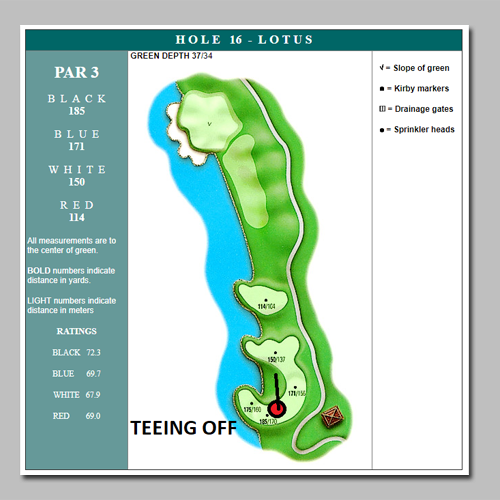 HOLE 16 - LOTUS
PAR 3
BLACK
185
BLUE
171
WHITE
150
RED
114
All measurements are to
the center of green.
BOLD numbers indicate
distance in yards.
LIGHT numbers indicate
distance in meters
RATINGS
BLACK 72.3
BLUE 69.7
WHITE 67.9
RED 69.0
GREEN DEPTH 37/34
114/104
150/137
171/156
175/160
185/170
TEEING OFF
= Slope of green
= Kirby markers
= Drainage gates
= Sprinkler heads